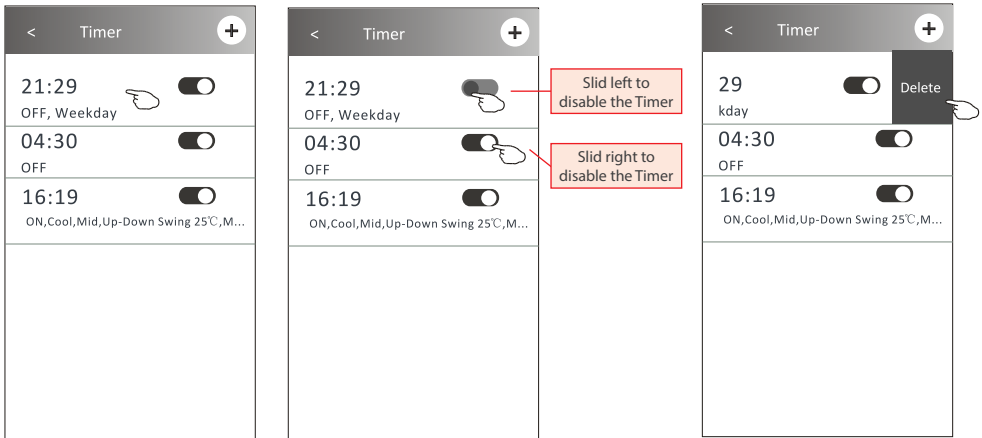 < Timer +
21:29
OFF, Weekday
04:30
OFF
16:19
ON,Cool,Mid,Up-Down Swing 25℃,M...
< Timer +
21:29
OFF, Weekday
04:30
OFF
16:19
ON,Cool,Mid,Up-Down Swing 25℃,M...
Slid left to
disable the Timer
Slid right to
disable the Timer
< Timer +
29
kday
Delete
04:30
OFF
16:19
ON,Cool,Mid,Up-Down Swing 25℃,M...